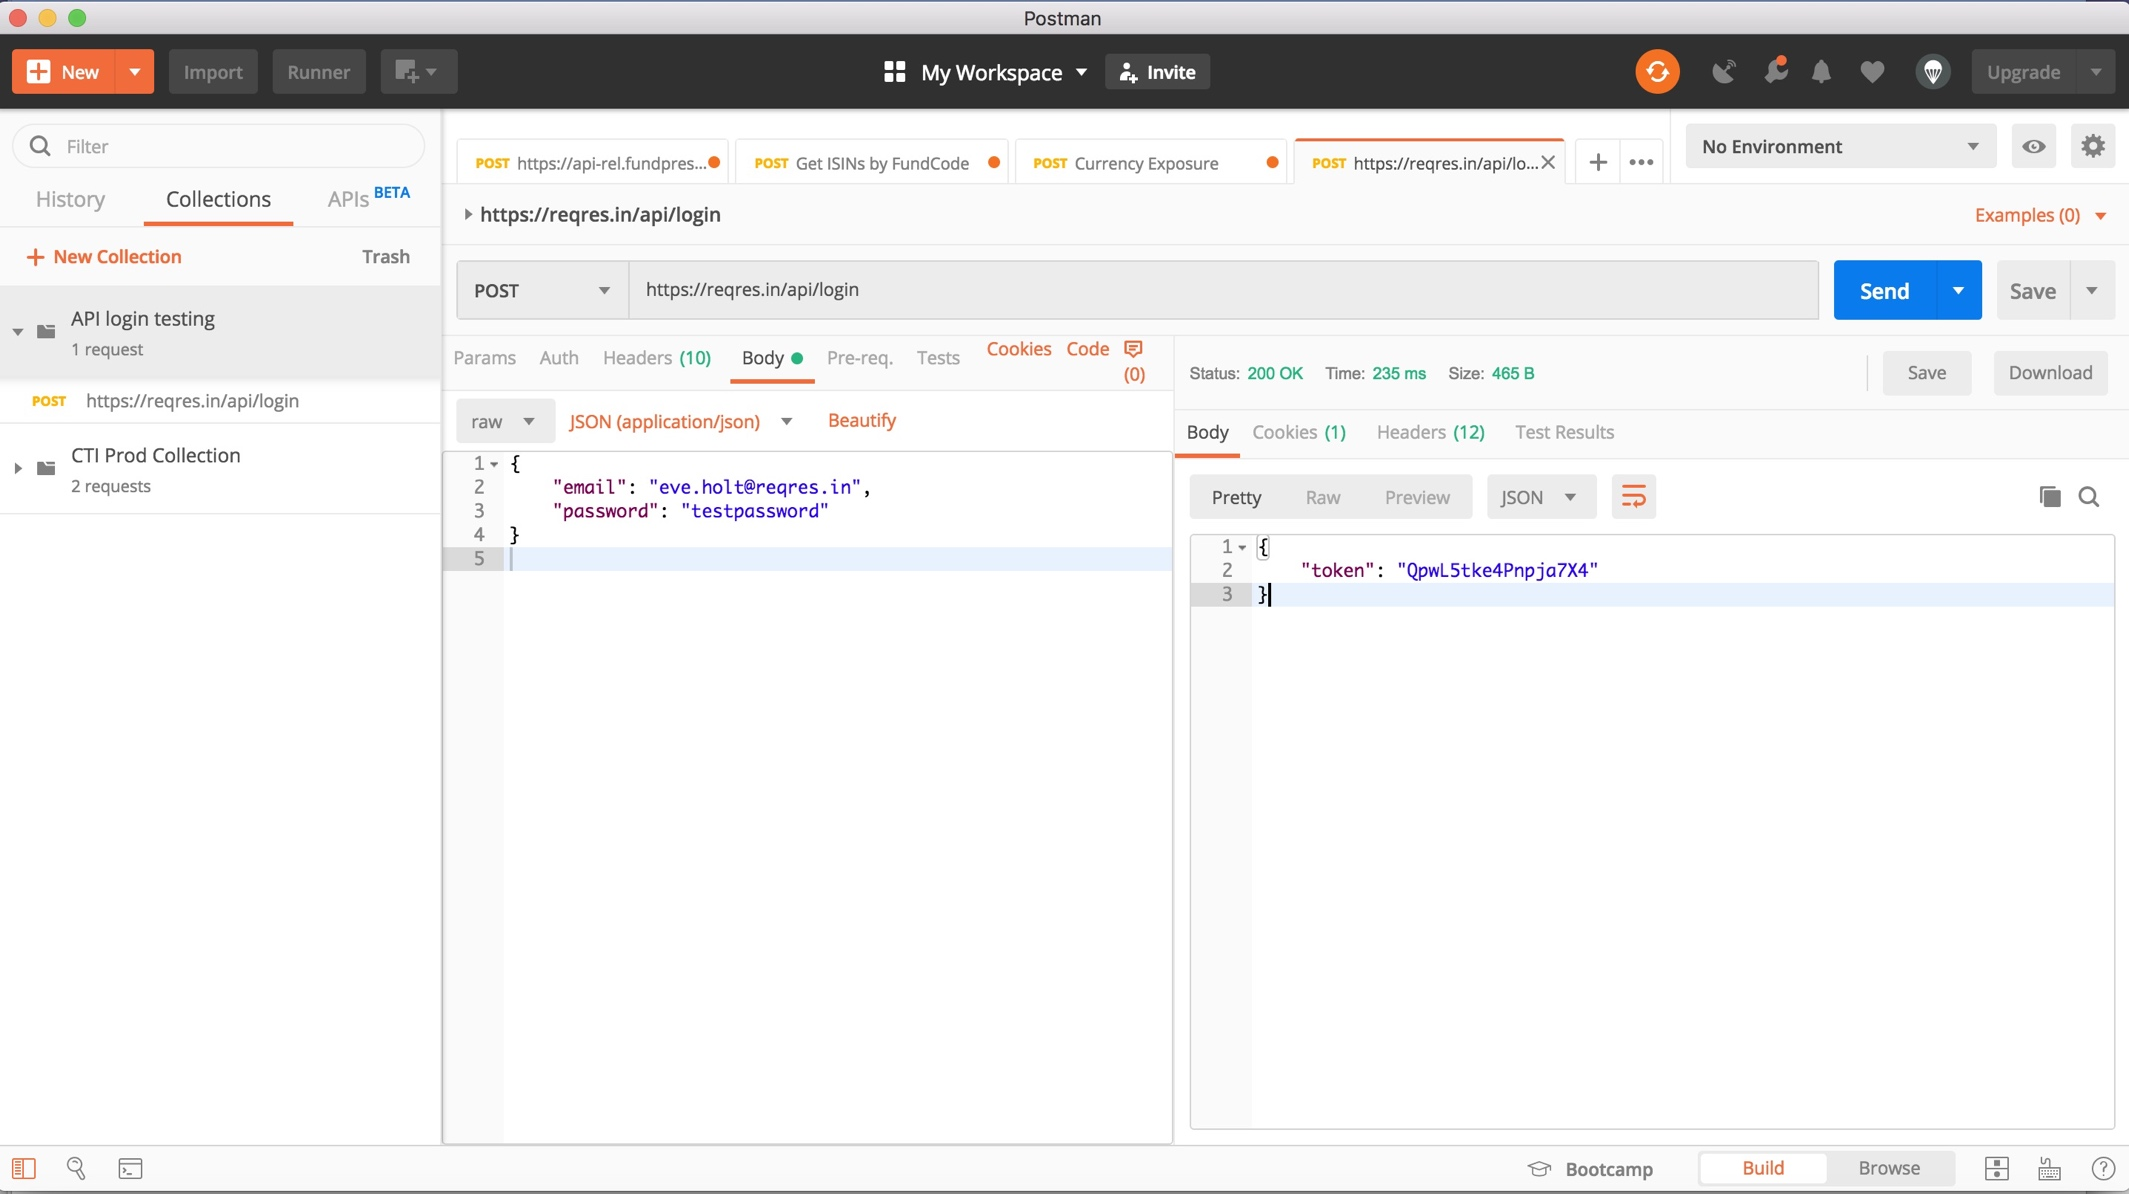 Postman
New
Import
Runner
My Workspace
Invite
Upgrade
Filter
History
Collections
APIs BETA
+ New Collection
Trash
API login testing
1 request
POST https://reqres.in/api/login
CTI Prod Collection
2 requests
POST https://api-rel.fundpres...
POST Get ISINs by FundCode
POST Currency Exposure
POST https://reqres.in/api/lo...
No Environment
https://reqres.in/api/login
Examples (0)
POST
https://reqres.in/api/login
Send
Save
Params
Auth
Headers (10)
Body
Pre-req.
Tests
Cookies
Code
(0)
raw
JSON (application/json)
Beautify
1 {
2 "email": "eve.holt@reqres.in",
3 "password": "testpassword"
4 }
5
Status: 200 OK
Time: 235 ms
Size: 465 B
Save
Download
Body
Cookies (1)
Headers (12)
Test Results
Pretty
Raw
Preview
JSON
1 {
2 "token": "QpwL5tke4Pnpja7X4"
3 }
Bootcamp
Build
Browse